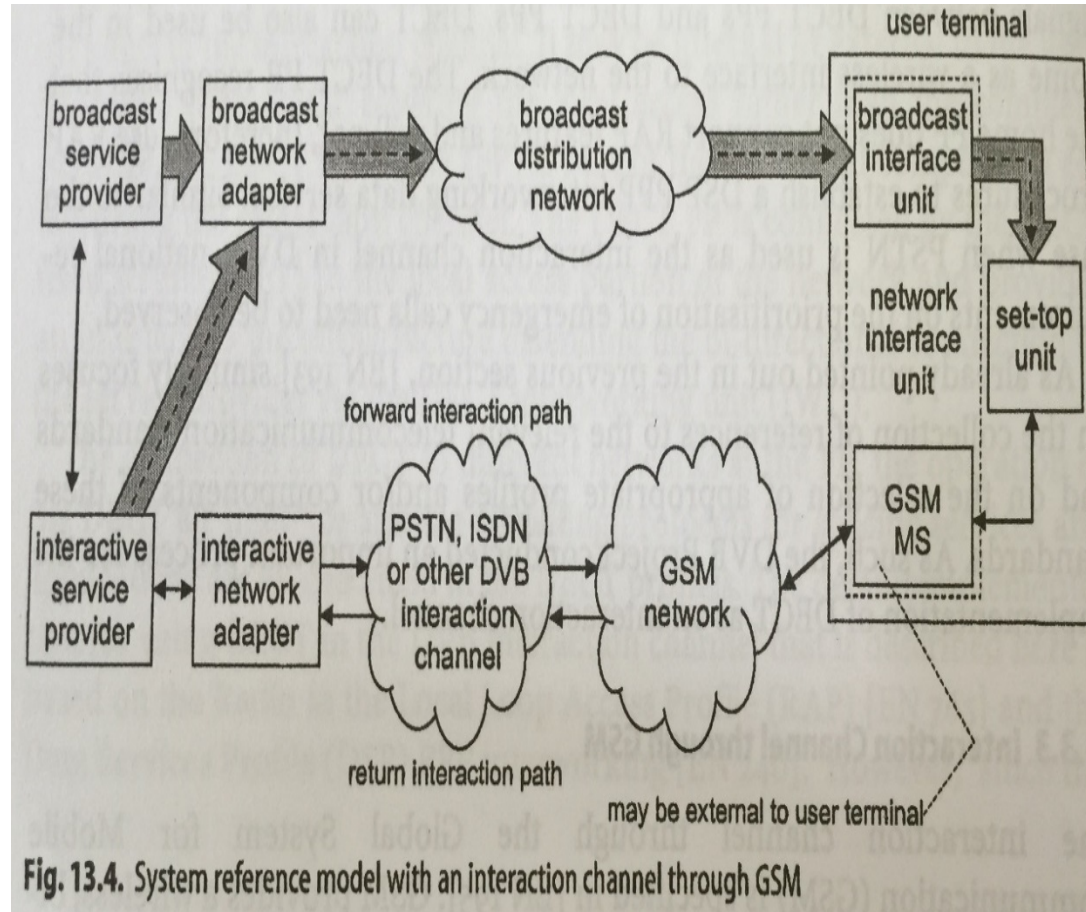 user terminal
broadcast
service
provider
broadcast
network
adapter
broadcast
distribution
network
broadcast
interface
unit
network
interface
unit
set-top
unit
forward interaction path
interactive
service
provider
interactive
network
adapter
PSTN, ISDN
or other DVB
interaction
channel
GSM
network
GSM
MS
return interaction path
may be external to user terminal
Fig. 13.4. System reference model with an interaction channel through GSM